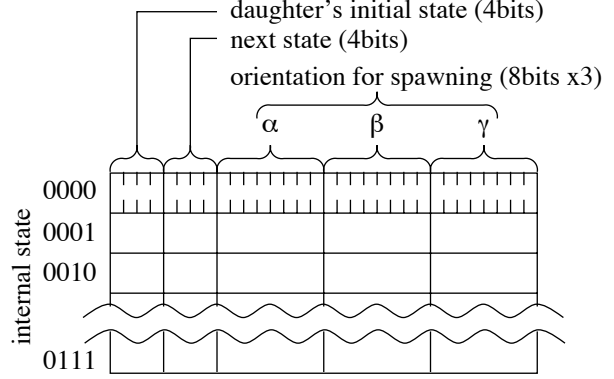 daughter's initial state (4bits)
next state (4bits)
orientation for spawning (8bits x3)
α β γ
internal state
0000
0001
0010
0111